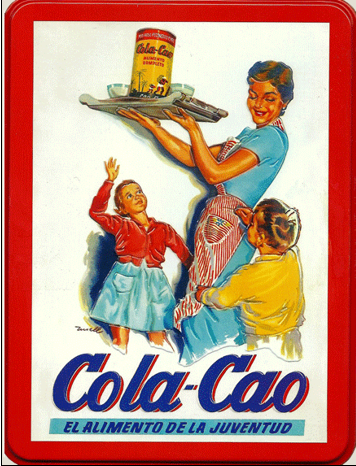 Cola-Cao
ALIMENTO
COMPLETO
Cola-Cao
EL ALIMENTO DE LA JUVENTUD